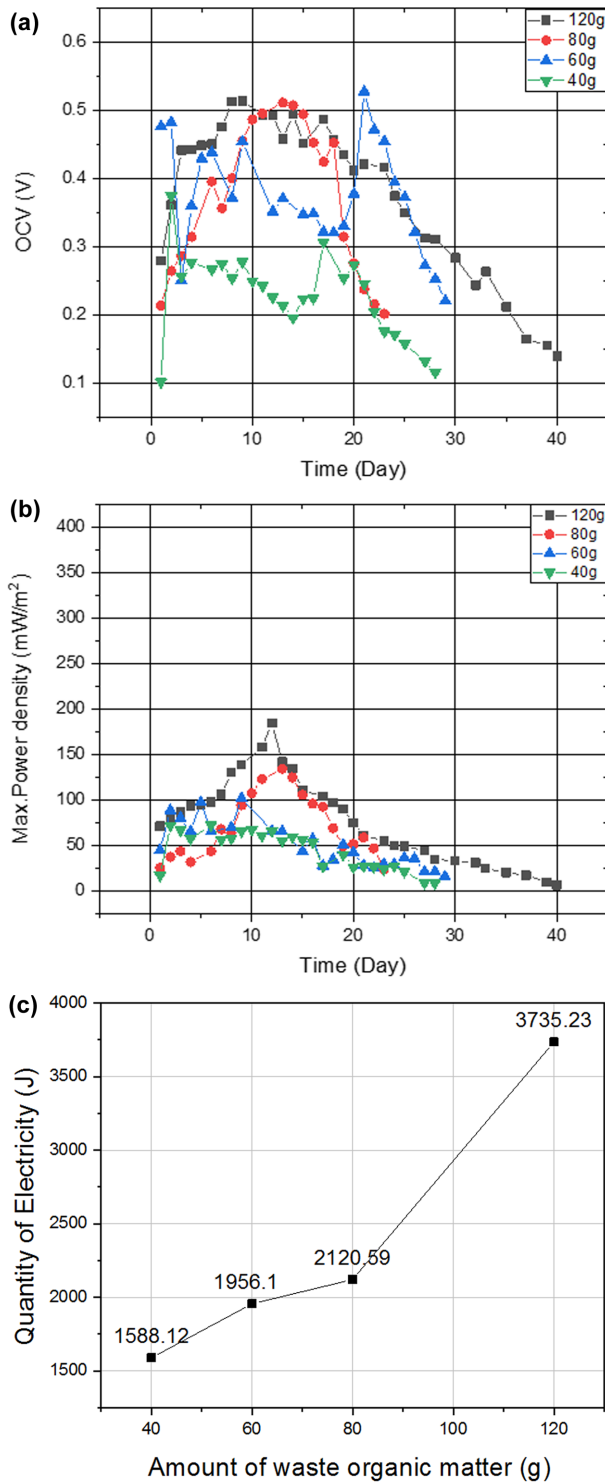 (a)
120g
80g
60g
40g
0.6
0.5
0.4
0.3
0.2
0.1
OCV (V)
0 10 20 30 40
Time (Day)
(b)
120g
80g
60g
40g
400
350
300
250
200
150
100
50
0
Max.Power density (mW/m²)
0 10 20 30 40
Time (Day)
(c)
4000
3500
3000
2500
2000
1500
Quantity of Electricity (J)
3735.23
2120.59
1956.1
1588.12
40 60 80 100 120
Amount of waste organic matter (g)